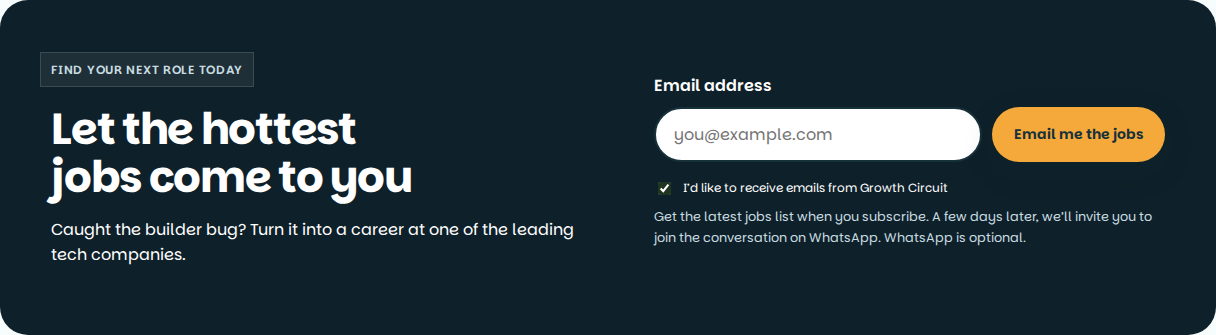 FIND YOUR NEXT ROLE TODAY
Let the hottest
jobs come to you
Caught the builder bug? Turn it into a career at one of the leading
tech companies.
Email address
you@example.com
Email me the jobs
I'd like to receive emails from Growth Circuit
Get the latest jobs list when you subscribe. A few days later, we'll invite you to
join the conversation on WhatsApp. WhatsApp is optional.